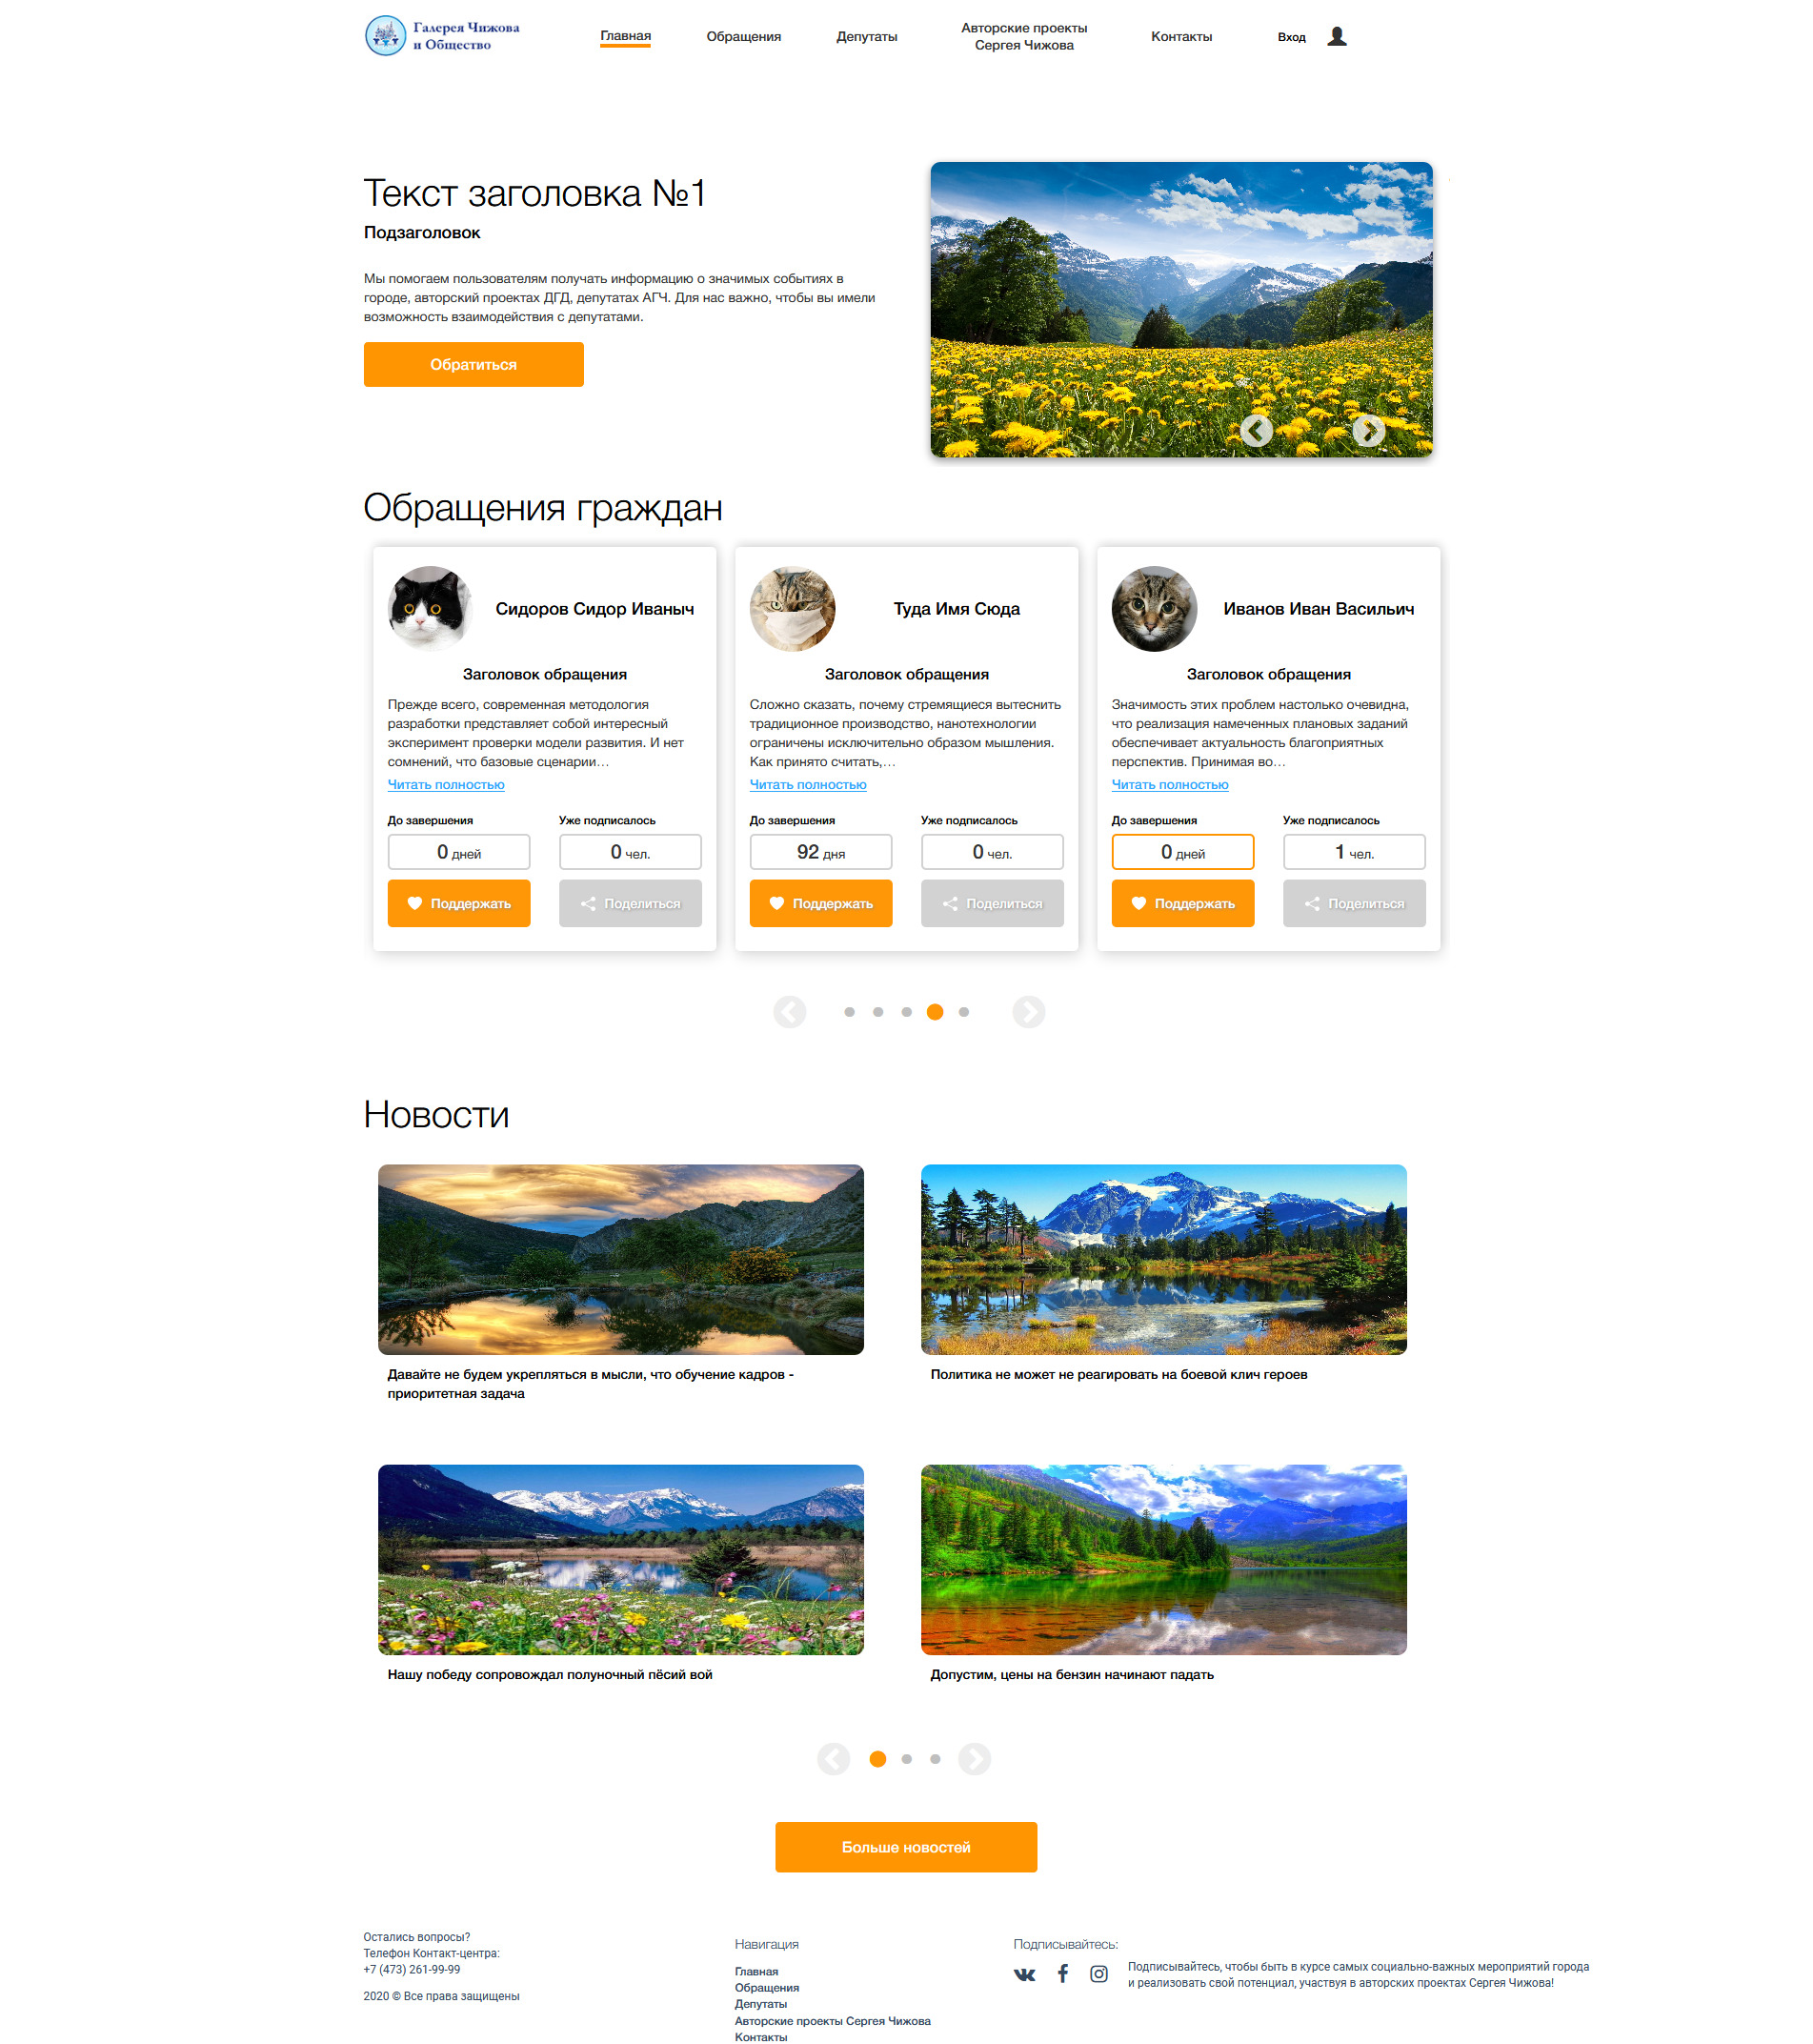 Галерея Чижова
и Общество
Главная
Обращения
Депутаты
Авторские проекты
Сергея Чижова
Контакты
Вход
Текст заголовка №1
Подзаголовок
Мы помогаем пользователям получать информацию о значимых событиях в
городе, авторский проектах ДГД, депутатах АГЧ. Для нас важно, чтобы вы имели
возможность взаимодействия с депутатами.
Обратиться
Обращения граждан
Сидоров Сидор Иваныч
Заголовок обращения
Прежде всего, современная методология
разработки представляет собой интересный
эксперимент проверки модели развития. И нет
сомнений, что базовые сценарии…
Читать полностью
До завершения
Уже подписалось
0 дней
0 чел.
Поддержать
Поделиться
Туда Имя Сюда
Заголовок обращения
Сложно сказать, почему стремящиеся вытеснить
традиционное производство, нанотехнологии
ограничены исключительно образом мышления.
Как принято считать,…
Читать полностью
До завершения
Уже подписалось
92 дня
0 чел.
Поддержать
Поделиться
Иванов Иван Васильич
Заголовок обращения
Значимость этих проблем настолько очевидна,
что реализация намеченных плановых заданий
обеспечивает актуальность благоприятных
перспектив. Принимая во…
Читать полностью
До завершения
Уже подписалось
0 дней
1 чел.
Поддержать
Поделиться
Новости
Давайте не будем укрепляться в мысли, что обучение кадров -
приоритетная задача
Политика не может не реагировать на боевой клич героев
Нашу победу сопровождал полуночный пёсий вой
Допустим, цены на бензин начинают падать
Больше новостей
Остались вопросы?
Телефон Контакт-центра:
+7 (473) 261-99-99
2020 © Все права защищены
Навигация
Главная
Обращения
Депутаты
Авторские проекты Сергея Чижова
Контакты
Подписывайтесь:
Подписывайтесь, чтобы быть в курсе самых социально-важных мероприятий города
и реализовать свой потенциал, участвуя в авторских проектах Сергея Чижова!